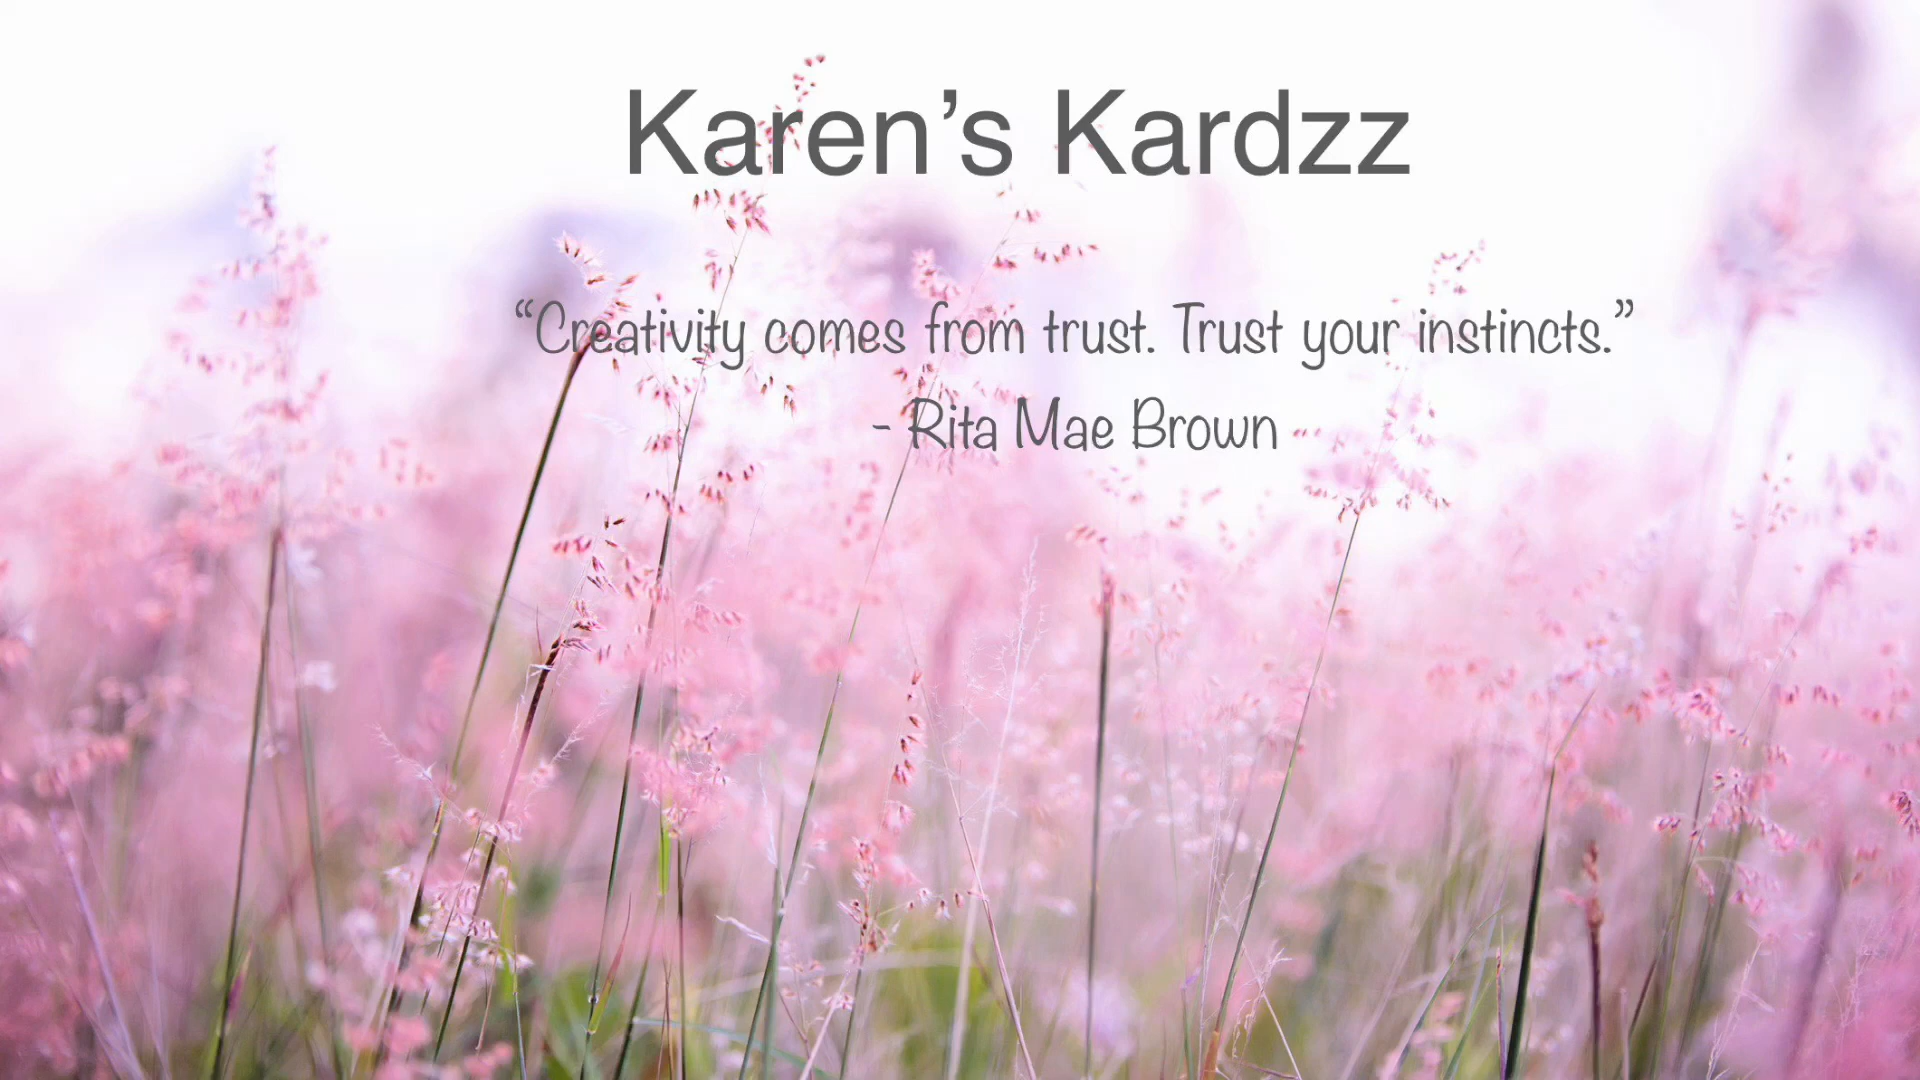 Karen’s Kardzz
“Creativity comes from trust. Trust your instincts.”
- Rita Mae Brown